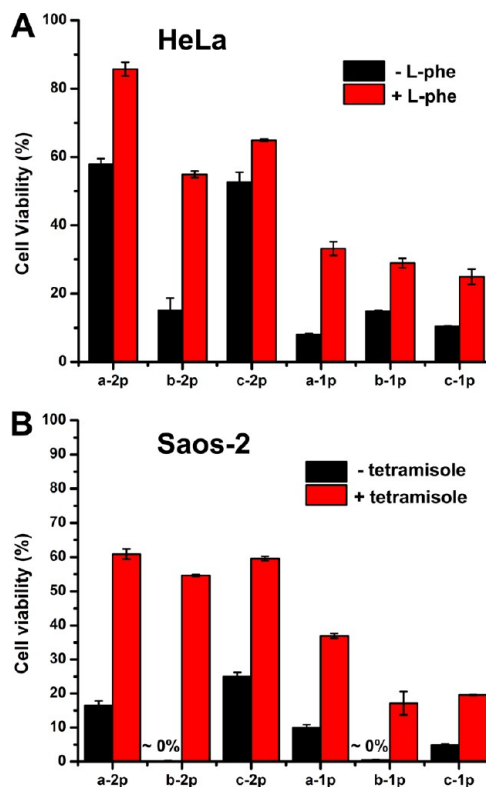 A
HeLa
- L-phe
+ L-phe
Cell Viability (%)
100
80
60
40
20
0
a-2p b-2p c-2p a-1p b-1p c-1p
B
Saos-2
- tetramisole
+ tetramisole
Cell viability (%)
100
90
80
70
60
50
40
30
20
10
0
~ 0% ~ 0%
a-2p b-2p c-2p a-1p b-1p c-1p